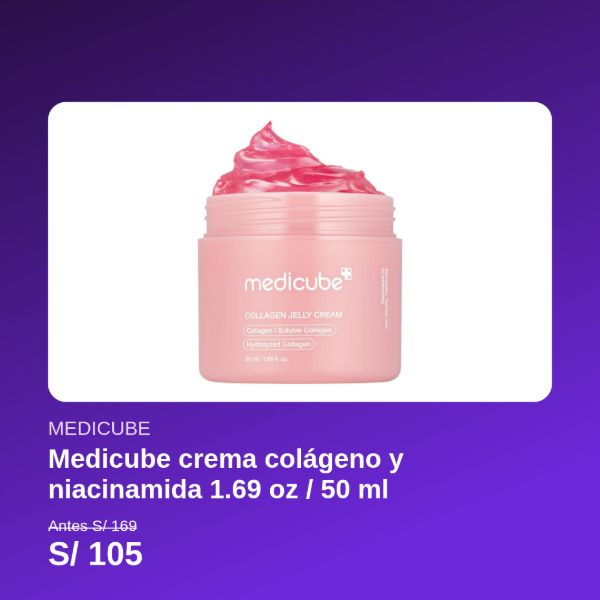 medicube
COLLAGEN JELLY CREAM
Collagen / Soluble Collagen
Hydrolyzed Collagen
50 ml / 1.69 fl. oz.
MEDICUBE
Medicube crema colágeno y
niacinamida 1.69 oz / 50 ml
Antes S/ 169
S/ 105